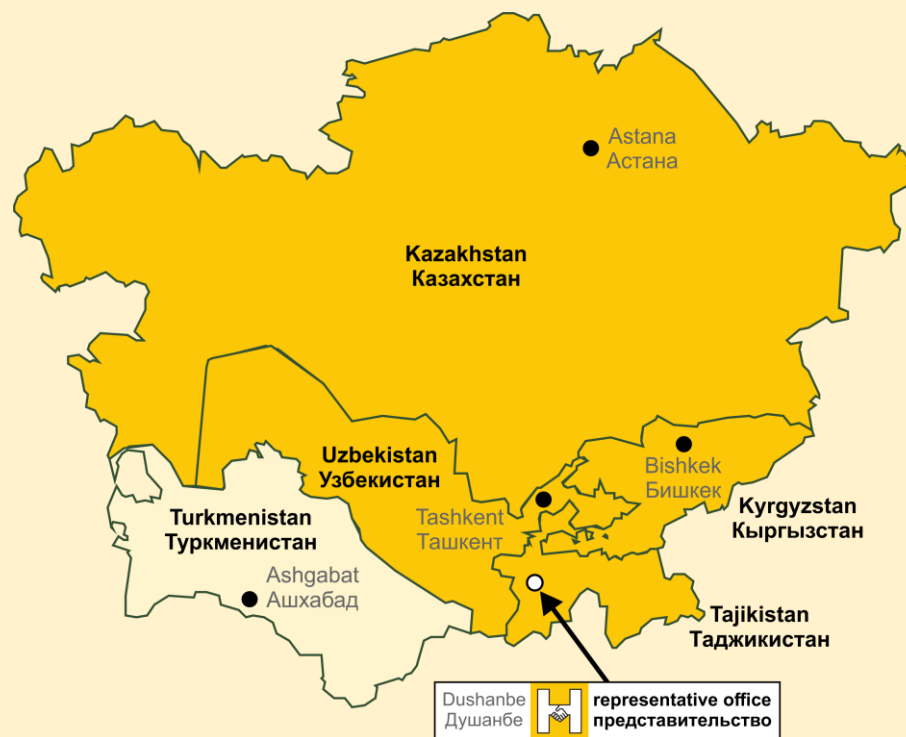 Astana
Астана
Kazakhstan
Казахстан
Uzbekistan
Узбекистан
Bishkek
Бишкек
Tashkent
Ташкент
Kyrgyzstan
Кыргызстан
Turkmenistan
Туркменистан
Ashgabat
Ашхабад
Tajikistan
Таджикистан
Dushanbe
Душанбе
H
representative office
представительство